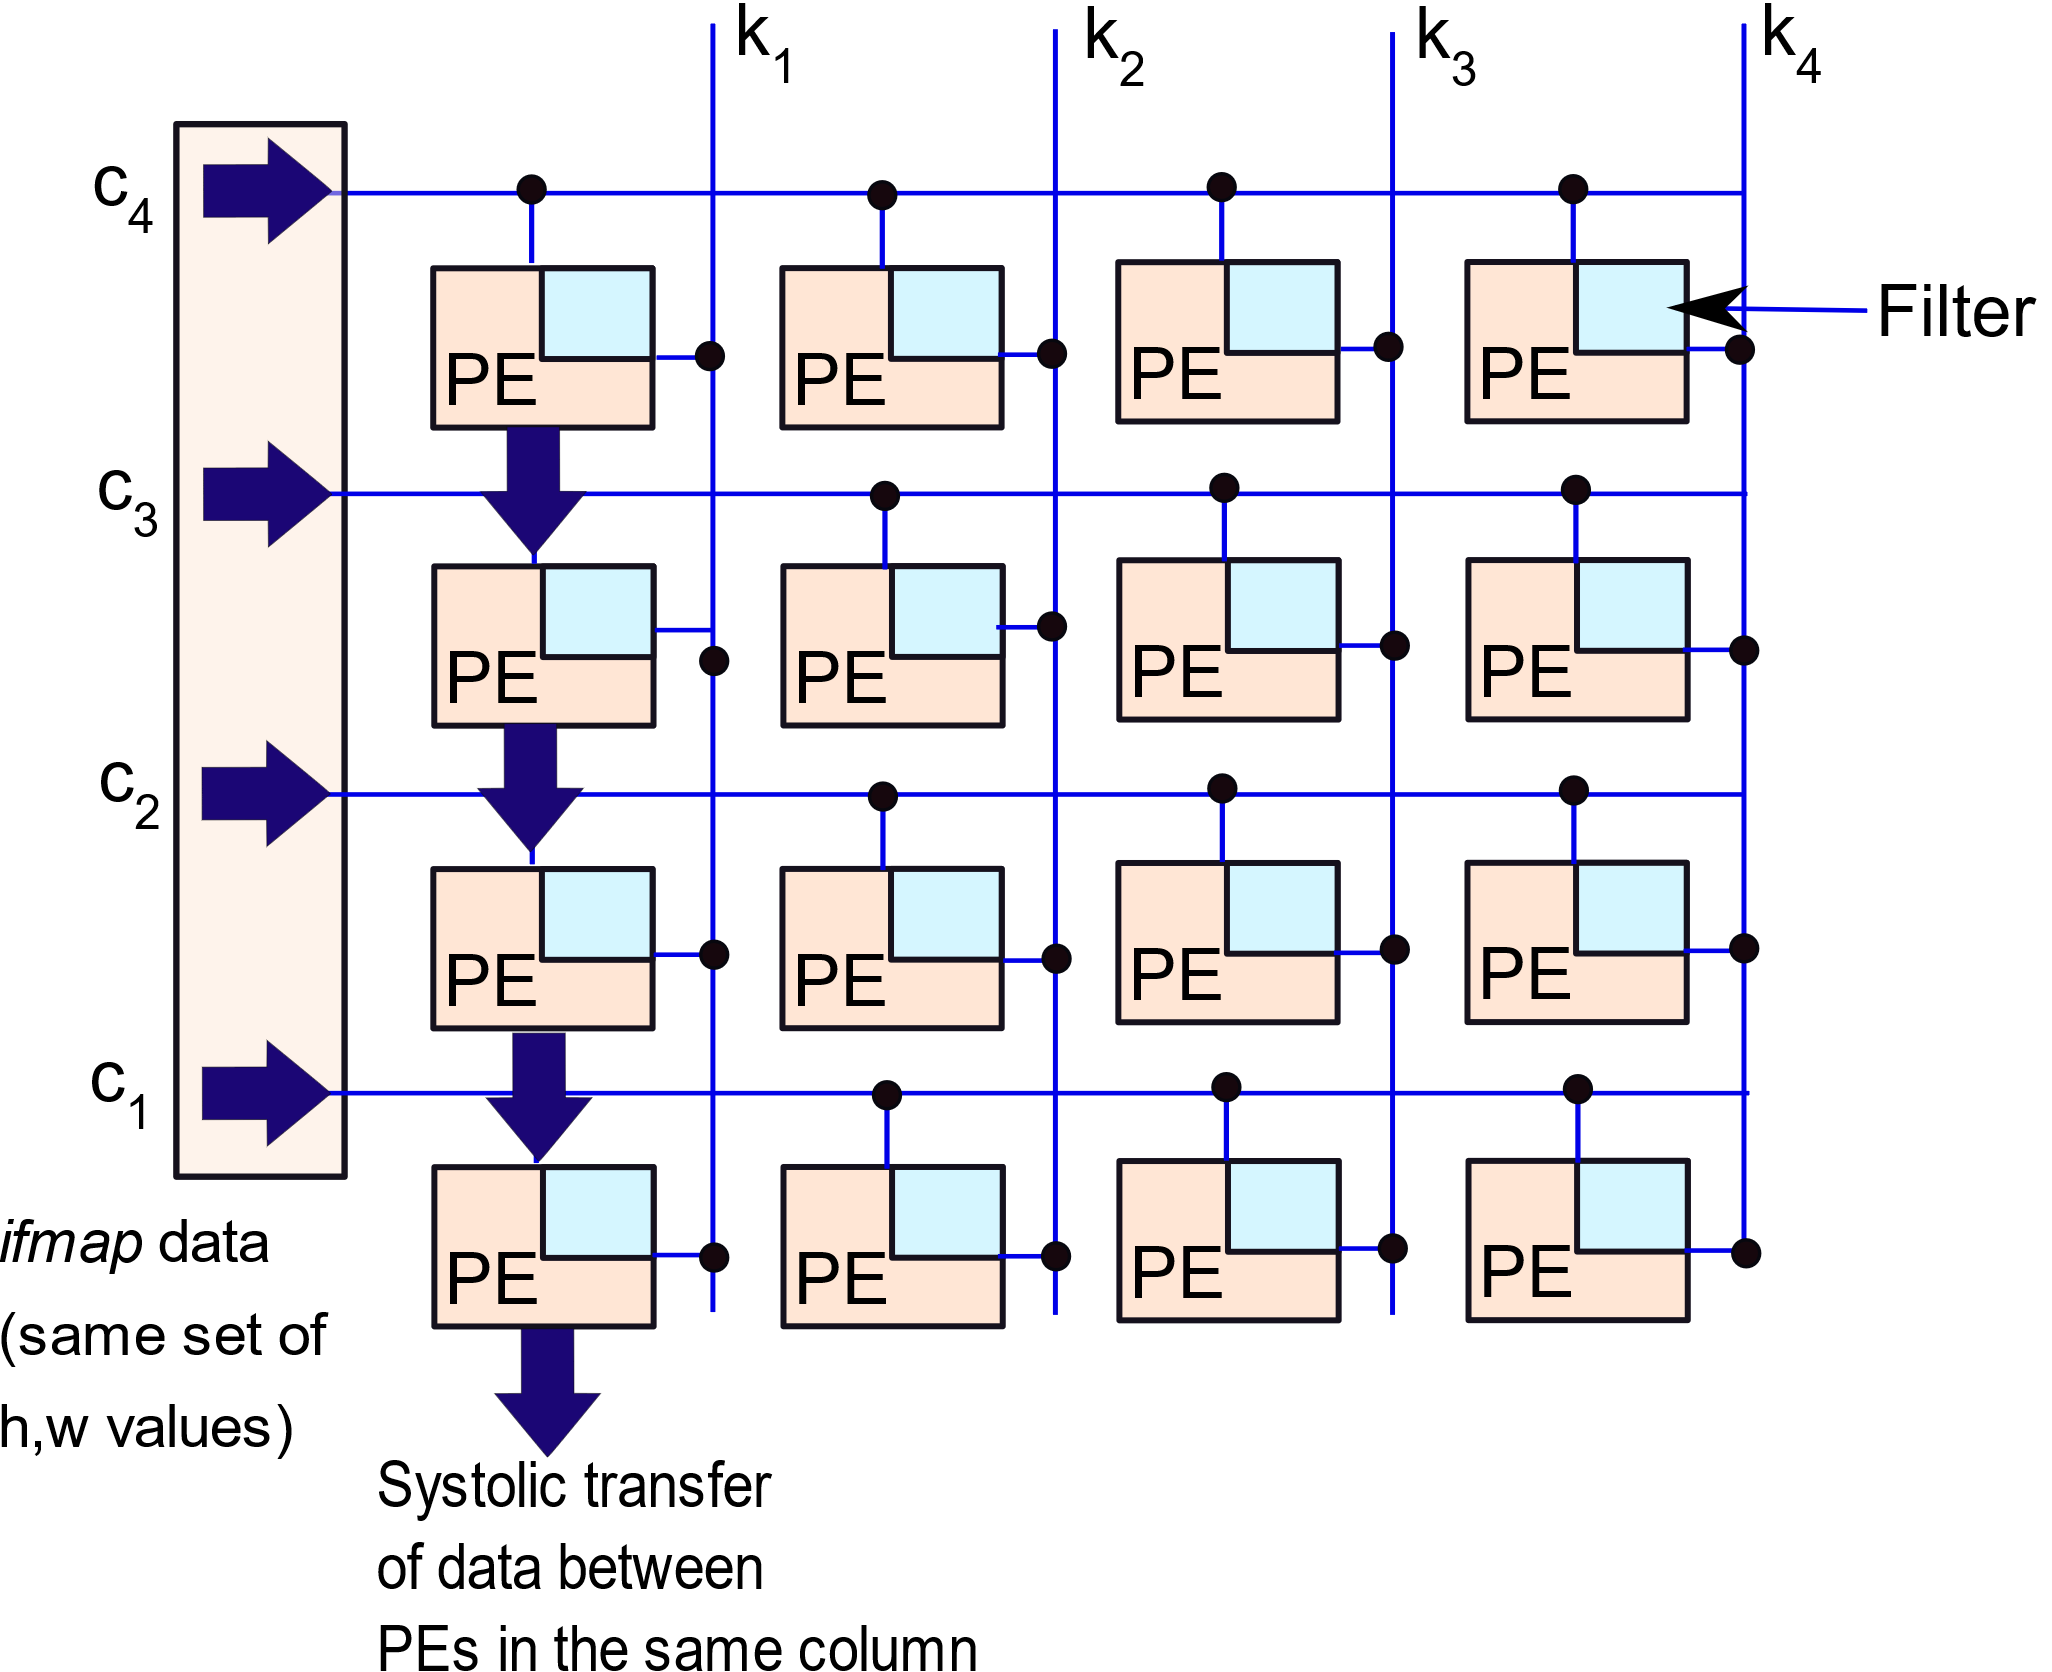 k1 k2 k3 k4
c4
Filter
PE PE PE PE
c3
PE PE PE PE
c2
PE PE PE PE
c1
PE PE PE PE
ifmap data
(same set of
h,w values)
Systolic transfer
of data between
PEs in the same column